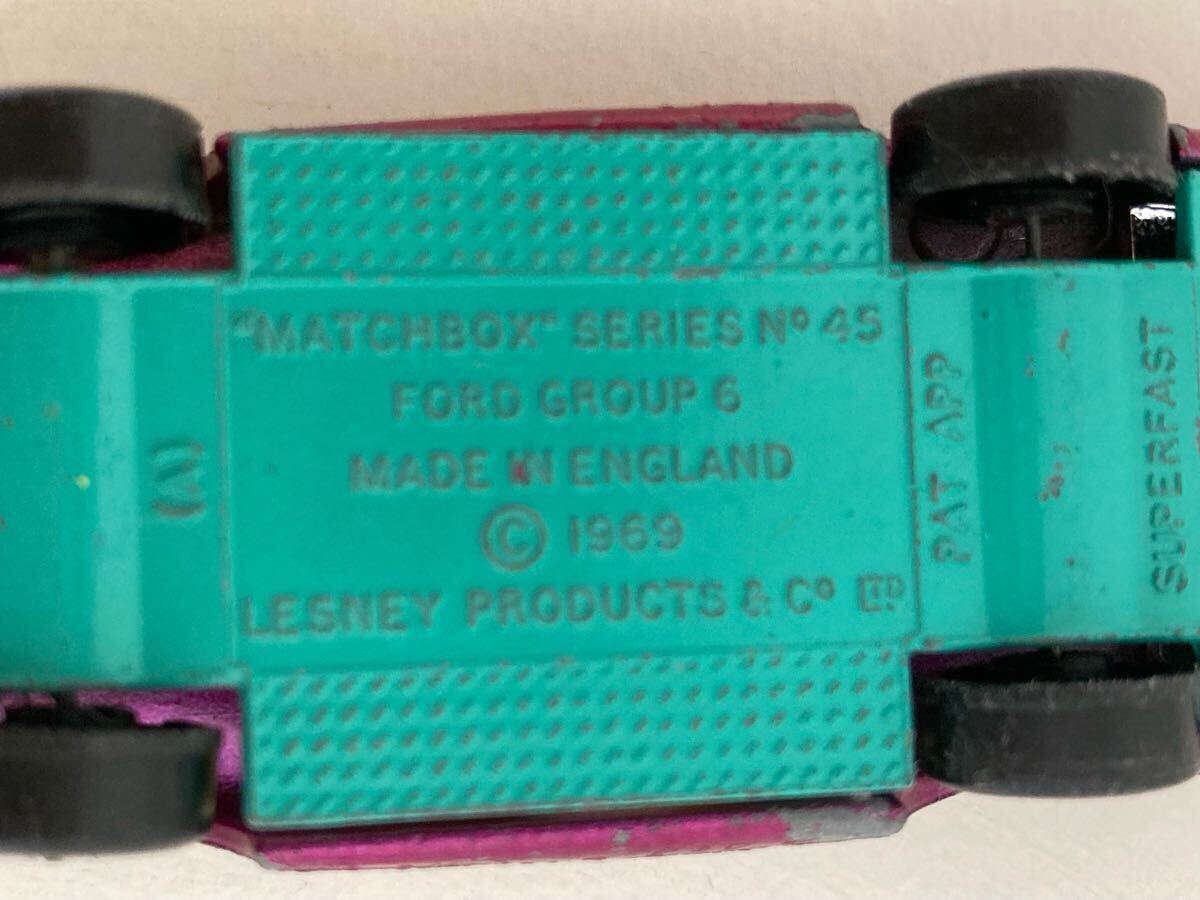 "MATCHBOX" SERIES Nº 45
FORD GROUP 6
MADE IN ENGLAND
© 1969
LESNEY PRODUCTS & Cº LTD
(A)
PAT APP
SUPERFAST